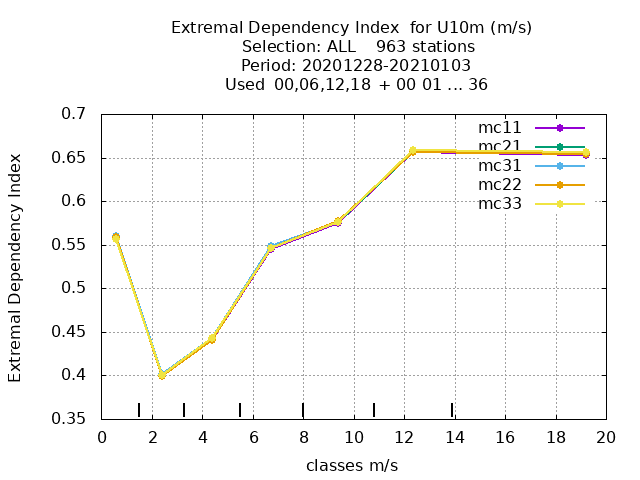 Extremal Dependency Index  for U10m (m/s)
Selection: ALL    963 stations
Period: 20201228-20210103
Used  00,06,12,18  + 00 01 ... 36
Extremal Dependency Index
0.7
0.65
0.6
0.55
0.5
0.45
0.4
0.35
mc11
mc21
mc31
mc22
mc33
0 2 4 6 8 10 12 14 16 18 20
classes m/s